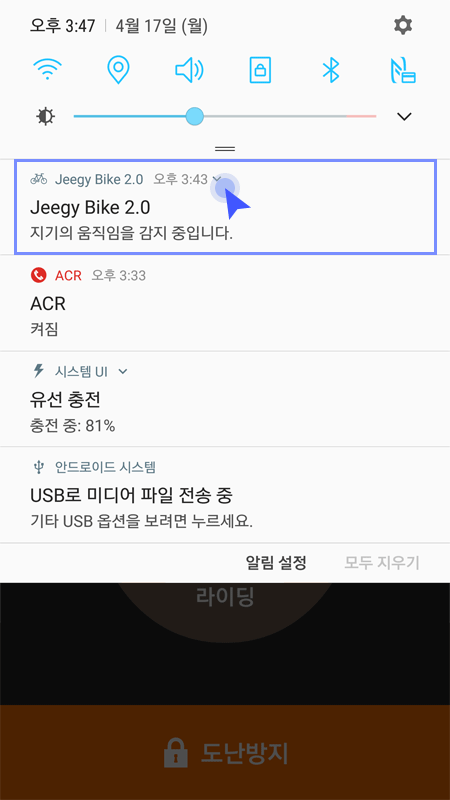 오후 3:47 4월 17일 (월)
Jeegy Bike 2.0 오후 3:43
Jeegy Bike 2.0
지기의 움직임을 감지 중입니다.
ACR 오후 3:33
ACR
켜짐
시스템 UI
유선 충전
충전 중: 81%
안드로이드 시스템
USB로 미디어 파일 전송 중
기타 USB 옵션을 보려면 누르세요.
알림 설정 모두 지우기
라이딩
도난방지